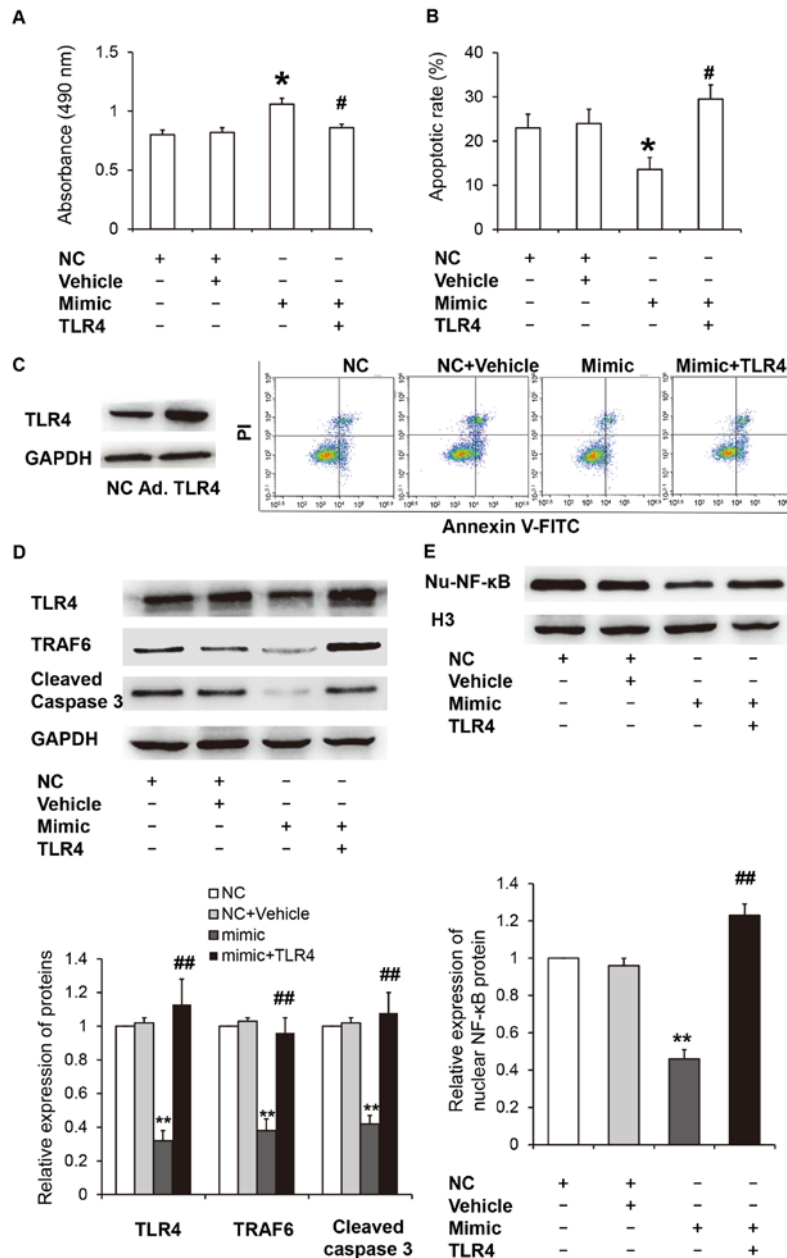 A
Absorbance (490 nm)
1.5
1
0.5
0
*
#
NC + + − −
Vehicle − + − −
Mimic − − + +
TLR4 − − − +
B
Apoptotic rate (%)
40
30
20
10
0
*
#
NC + + − −
Vehicle − + − −
Mimic − − + +
TLR4 − − − +
C
TLR4
GAPDH
NC Ad. TLR4
NC NC+Vehicle Mimic Mimic+TLR4
PI
Annexin V-FITC
D
TLR4
TRAF6
Cleaved
Caspase 3
GAPDH
NC + + − −
Vehicle − + − −
Mimic − − + +
TLR4 − − − +
NC
NC+Vehicle
mimic
mimic+TLR4
Relative expression of proteins
1.4
1.2
1
0.8
0.6
0.4
0.2
0
** ## ** ## ** ##
TLR4 TRAF6 Cleaved
caspase 3
E
Nu-NF-κB
H3
NC + + − −
Vehicle − + − −
Mimic − − + +
TLR4 − − − +
Relative expression of
nuclear NF-κB protein
1.4
1.2
1
0.8
0.6
0.4
0.2
0
**
##
NC + + − −
Vehicle − + − −
Mimic − − + +
TLR4 − − − +